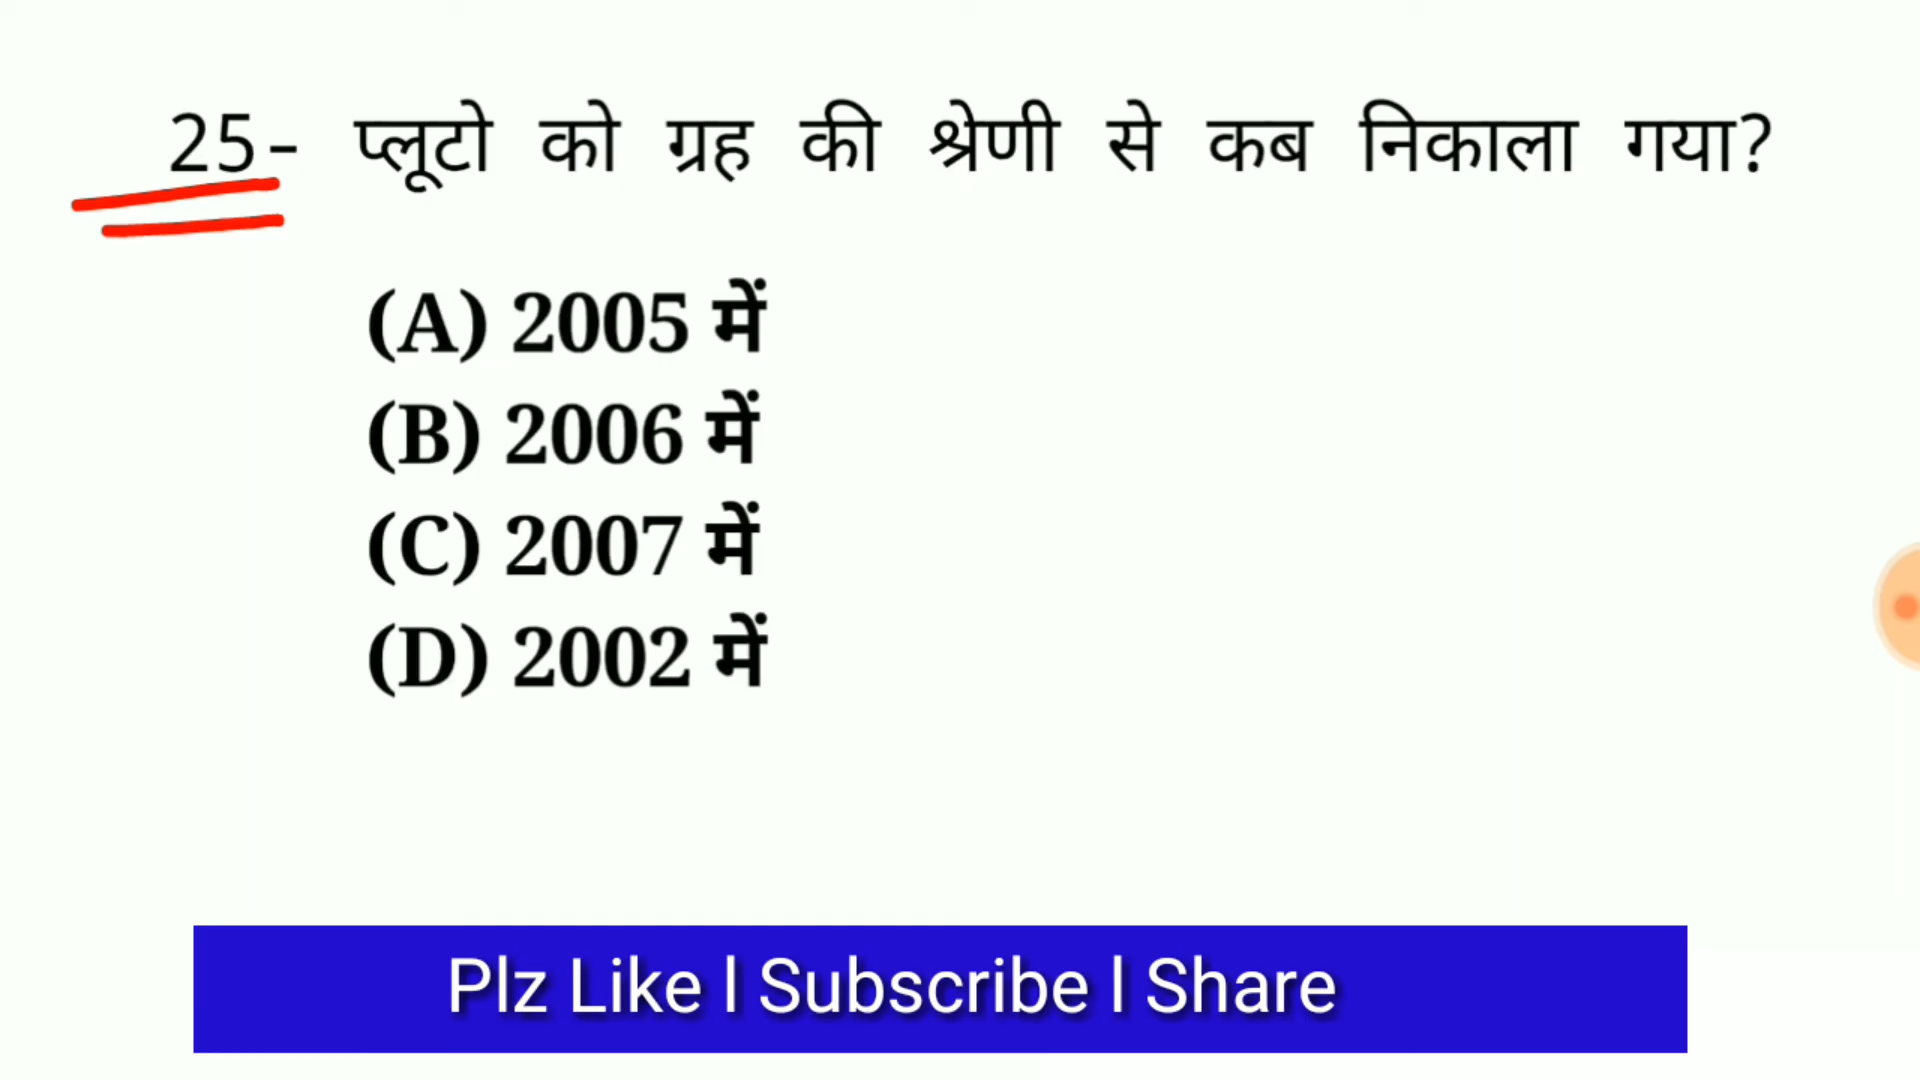 25- प्लूटो को ग्रह की श्रेणी से कब निकाला गया?
(A) 2005 में
(B) 2006 में
(C) 2007 में
(D) 2002 में
Plz Like l Subscribe l Share